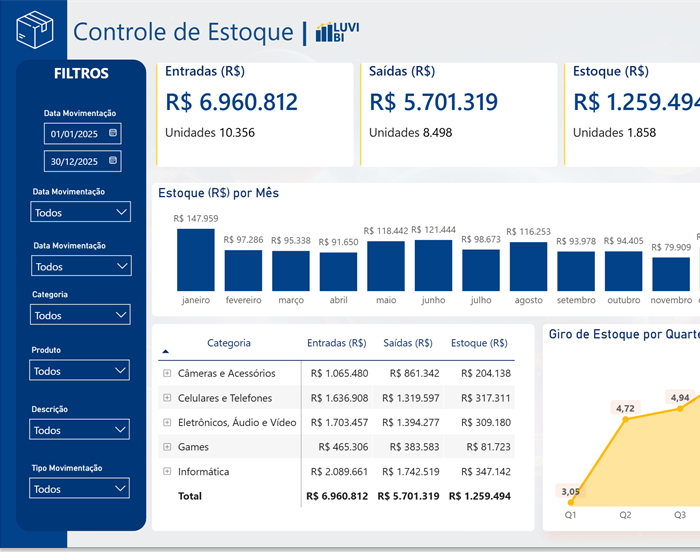 Controle de Estoque | LUVI BI
FILTROS
Data Movimentação
01/01/2025
30/12/2025
Data Movimentação
Todos
Data Movimentação
Todos
Categoria
Todos
Produto
Todos
Descrição
Todos
Tipo Movimentação
Todos
Entradas (R$)
R$ 6.960.812
Unidades 10.356
Saídas (R$)
R$ 5.701.319
Unidades 8.498
Estoque (R$)
R$ 1.259.494
Unidades 1.858
Estoque (R$) por Mês
R$ 147.959
R$ 97.286
R$ 95.338
R$ 91.650
R$ 118.442
R$ 121.444
R$ 98.673
R$ 116.253
R$ 93.978
R$ 94.405
R$ 79.909
janeiro fevereiro março abril maio junho julho agosto setembro outubro novembro
Categoria Entradas (R$) Saídas (R$) Estoque (R$)
Câmeras e Acessórios R$ 1.065.480 R$ 861.342 R$ 204.138
Celulares e Telefones R$ 1.636.908 R$ 1.319.597 R$ 317.311
Eletrônicos, Áudio e Vídeo R$ 1.703.457 R$ 1.394.277 R$ 309.180
Games R$ 465.306 R$ 383.583 R$ 81.723
Informática R$ 2.089.661 R$ 1.742.519 R$ 347.142
Total R$ 6.960.812 R$ 5.701.319 R$ 1.259.494
Giro de Estoque por Quarte
4,94
4,72
3,05
Q1 Q2 Q3